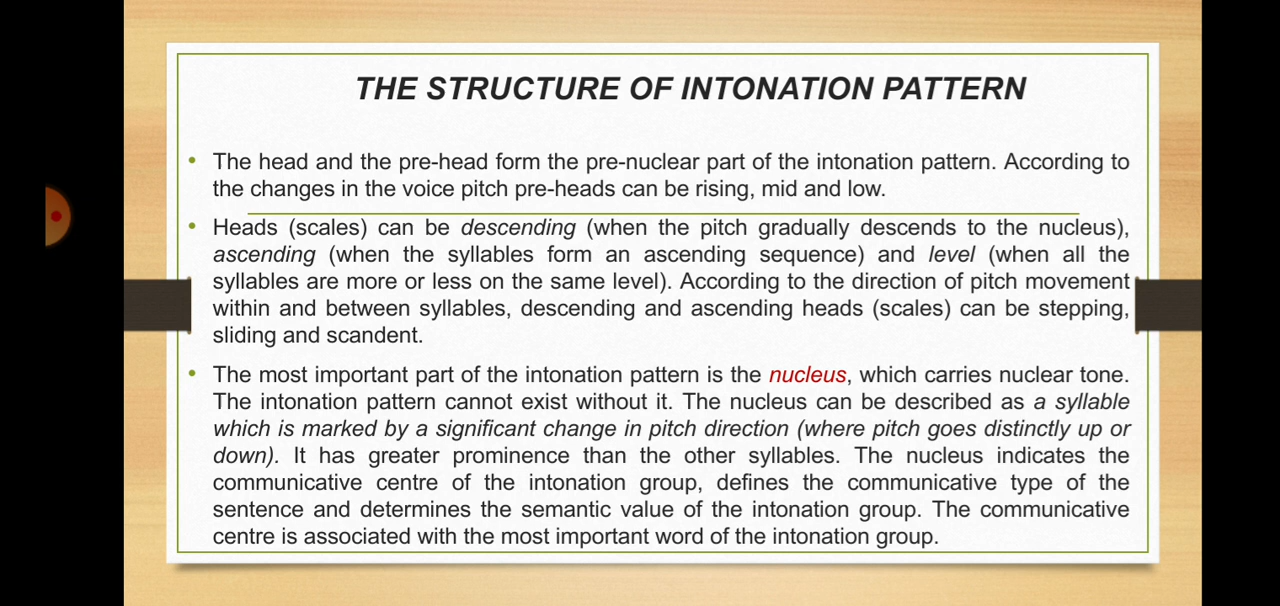 THE STRUCTURE OF INTONATION PATTERN
• The head and the pre-head form the pre-nuclear part of the intonation pattern. According to
the changes in the voice pitch pre-heads can be rising, mid and low.
• Heads (scales) can be descending (when the pitch gradually descends to the nucleus),
ascending (when the syllables form an ascending sequence) and level (when all the
syllables are more or less on the same level). According to the direction of pitch movement
within and between syllables, descending and ascending heads (scales) can be stepping,
sliding and scandent.
• The most important part of the intonation pattern is the nucleus, which carries nuclear tone.
The intonation pattern cannot exist without it. The nucleus can be described as a syllable
which is marked by a significant change in pitch direction (where pitch goes distinctly up or
down). It has greater prominence than the other syllables. The nucleus indicates the
communicative centre of the intonation group, defines the communicative type of the
sentence and determines the semantic value of the intonation group. The communicative
centre is associated with the most important word of the intonation group.